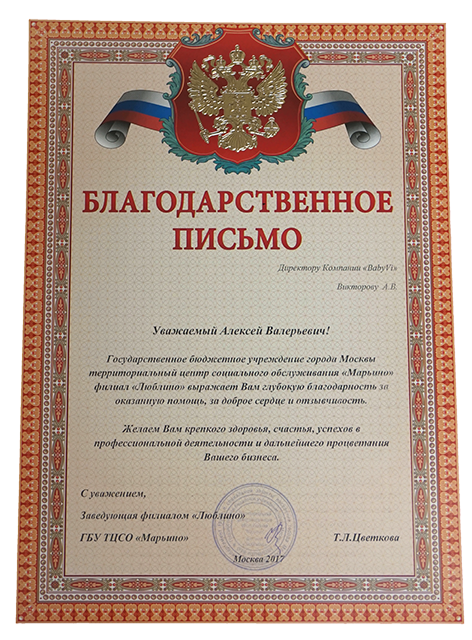 БЛАГОДАРСТВЕННОЕ
ПИСЬМО
Директору Компании «BabyVi»
Викторову А.В.
Уважаемый Алексей Валерьевич!
Государственное бюджетное учреждение города Москвы
территориальный центр социального обслуживания «Марьино»
филиал «Люблино» выражает Вам глубокую благодарность за
оказанную помощь, за доброе сердце и отзывчивость.
Желаем Вам крепкого здоровья, счастья, успехов в
профессиональной деятельности и дальнейшего процветания
Вашего бизнеса.
С уважением,
Заведующая филиалом «Люблино»
ГБУ ТЦСО «Марьино» Т.Л.Цветкова
Москва 2017